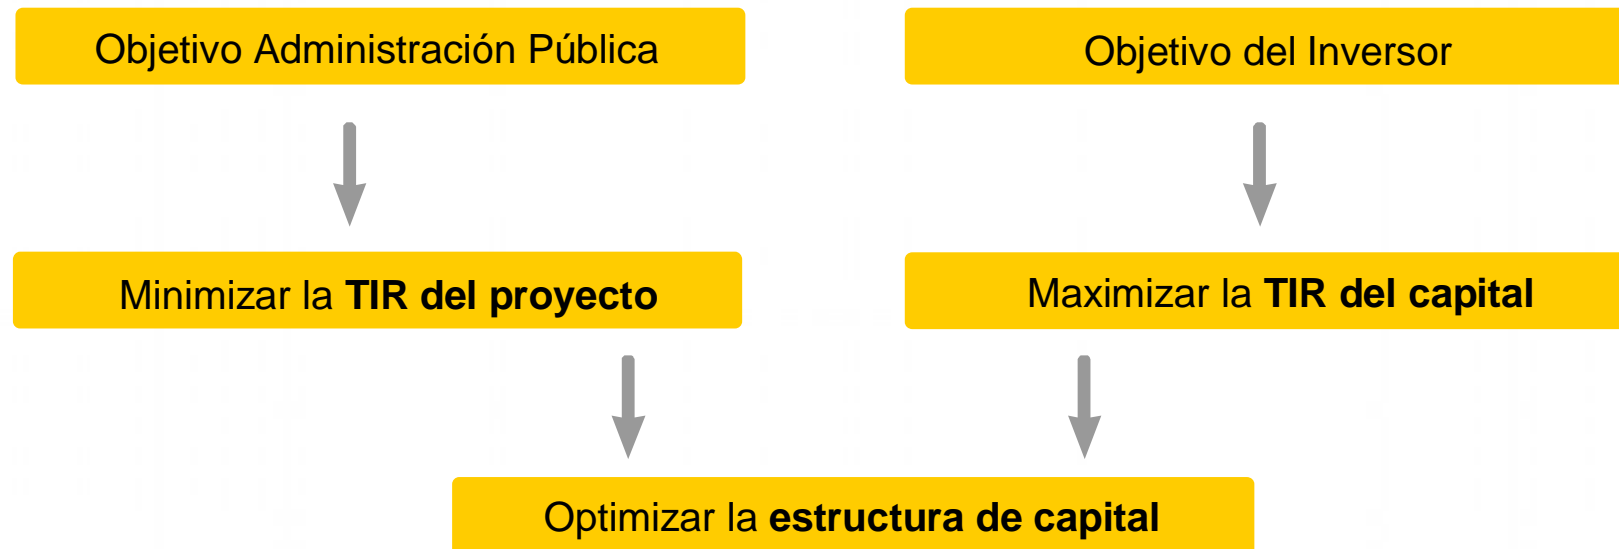 Objetivo Administración Pública
Objetivo del Inversor
Minimizar la TIR del proyecto
Maximizar la TIR del capital
Optimizar la estructura de capital